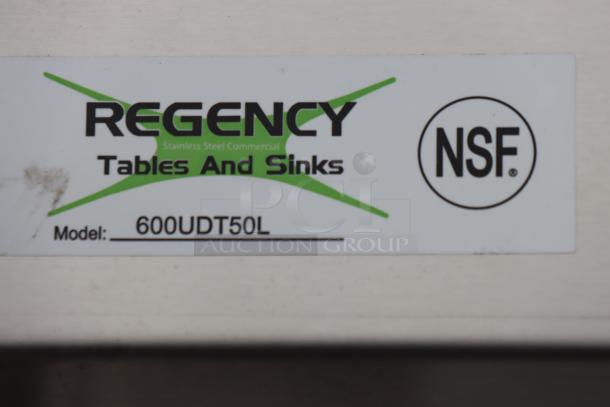 REGENCY
Stainless Steel Commercial
Tables And Sinks
NSF®
Model: 600UDT50L
PCI
AUCTION GROUP